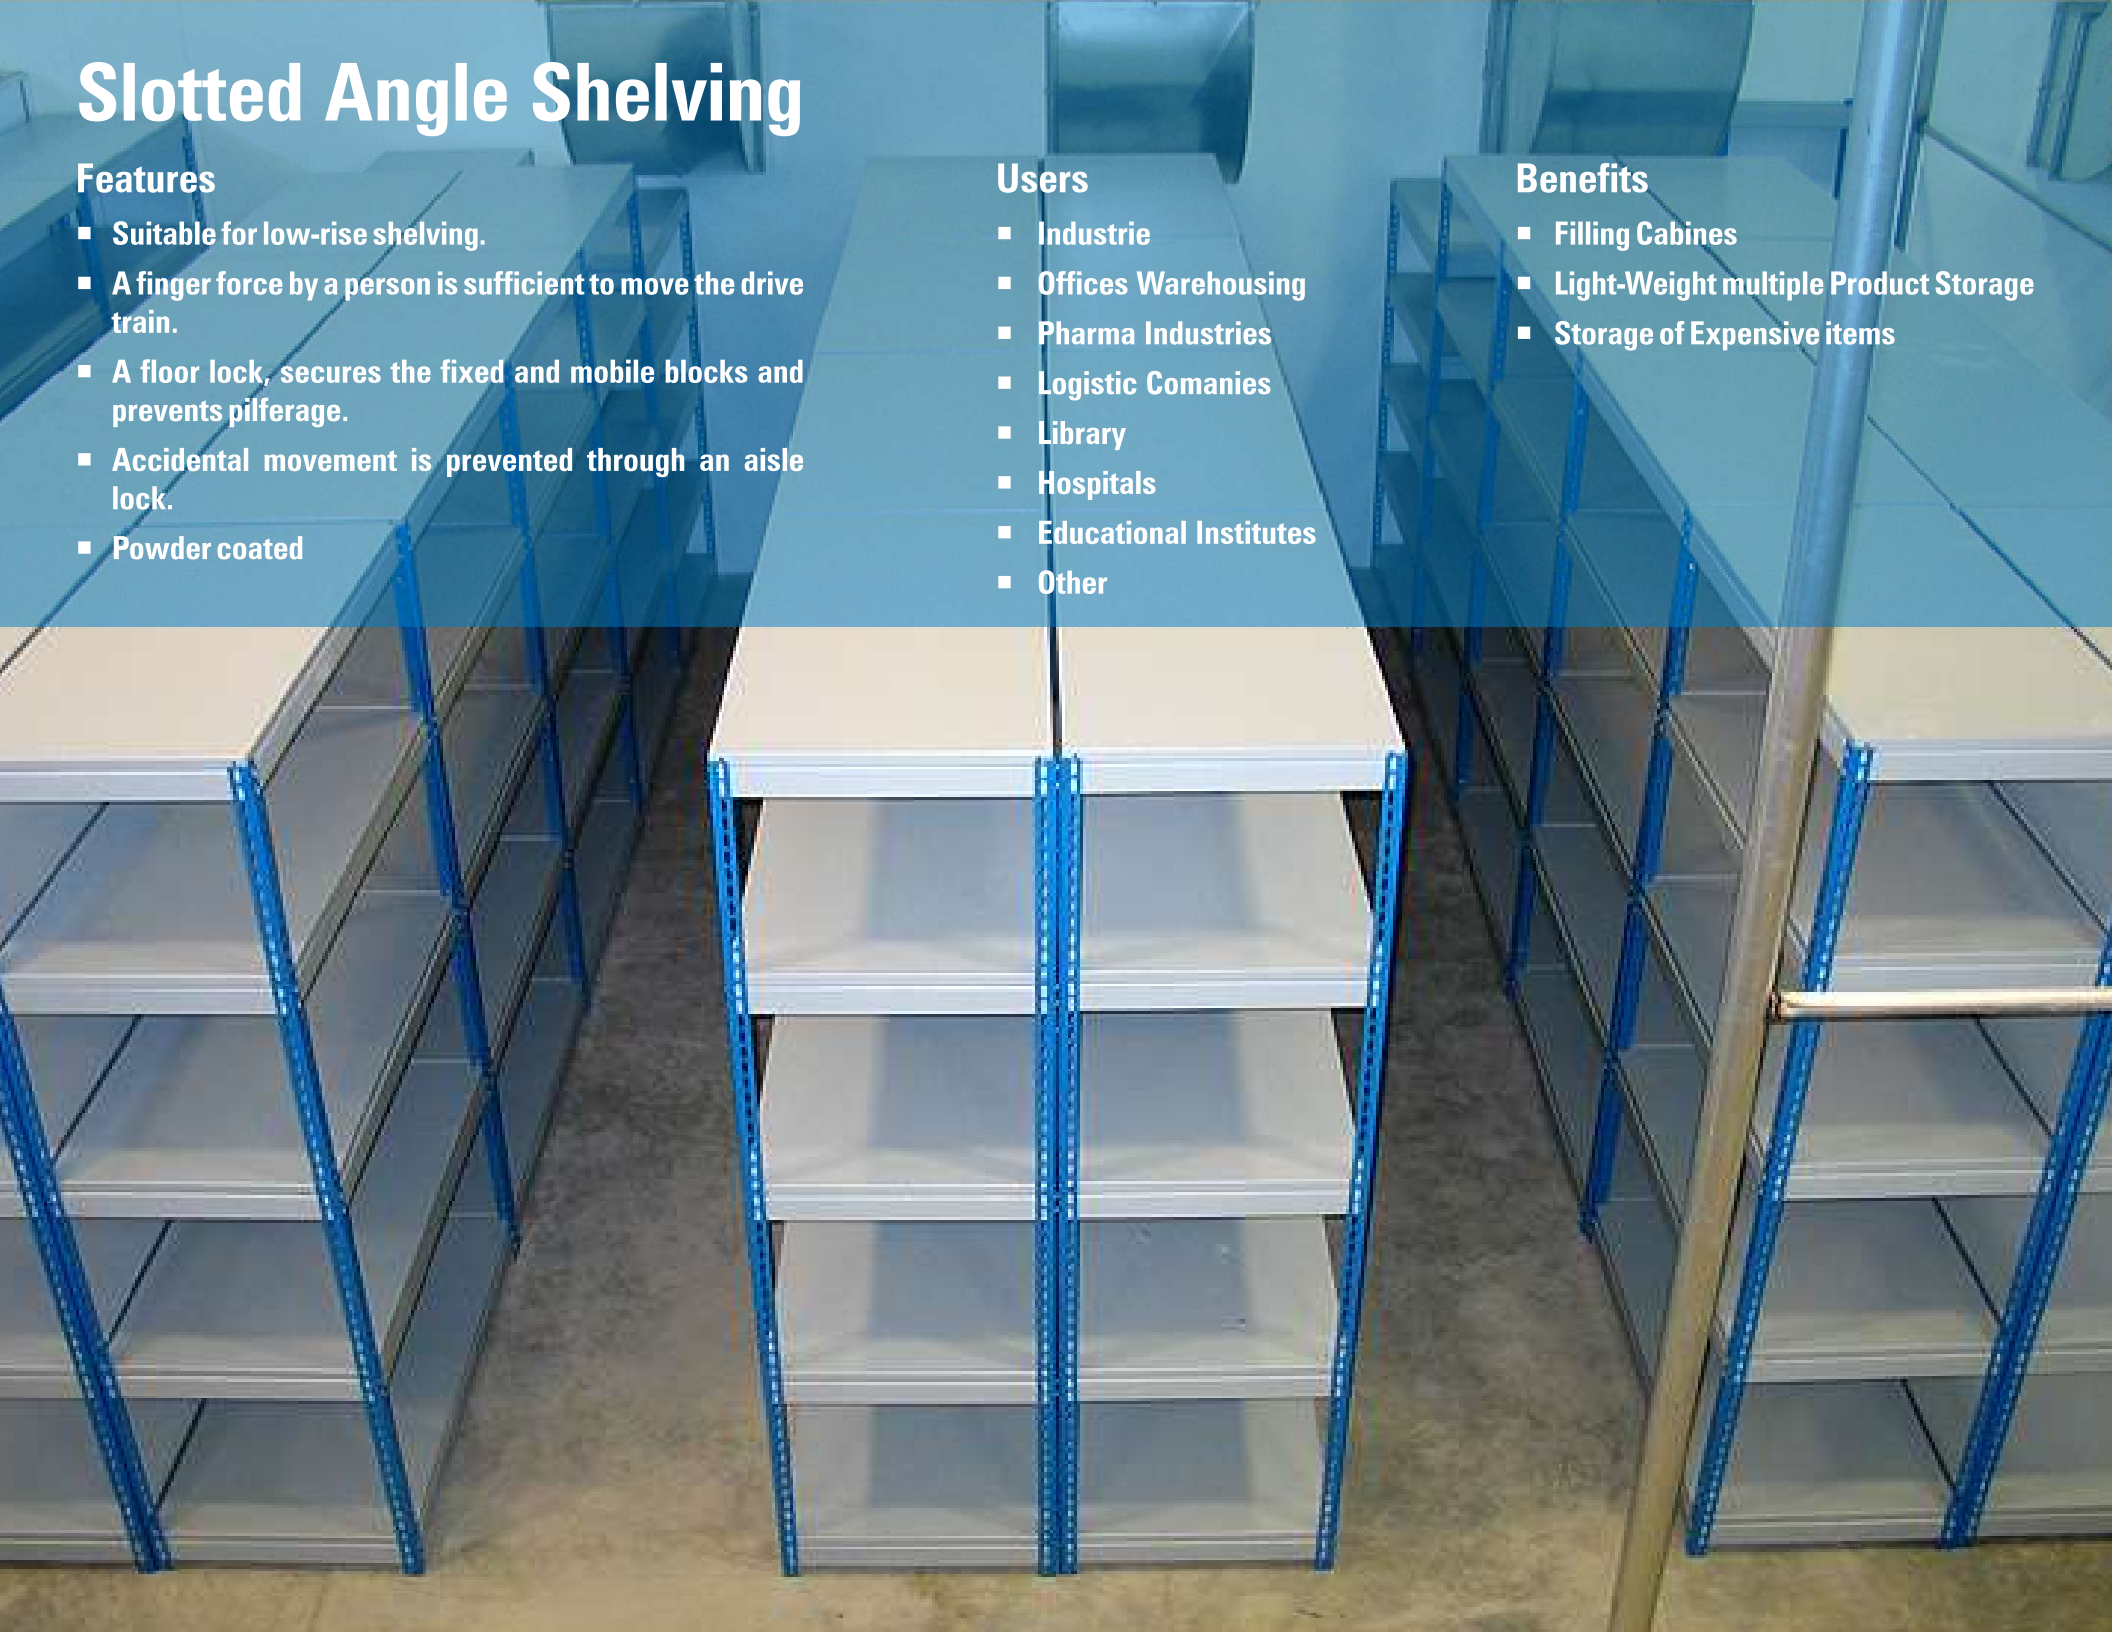 Slotted Angle Shelving
Features
Suitable for low-rise shelving.
A finger force by a person is sufficient to move the drive
train.
A floor lock, secures the fixed and mobile blocks and
prevents pilferage.
Accidental movement is prevented through an aisle
lock.
Powder coated
Users
Industrie
Offices Warehousing
Pharma Industries
Logistic Comanies
Library
Hospitals
Educational Institutes
Other
Benefits
Filling Cabines
Light-Weight multiple Product Storage
Storage of Expensive items